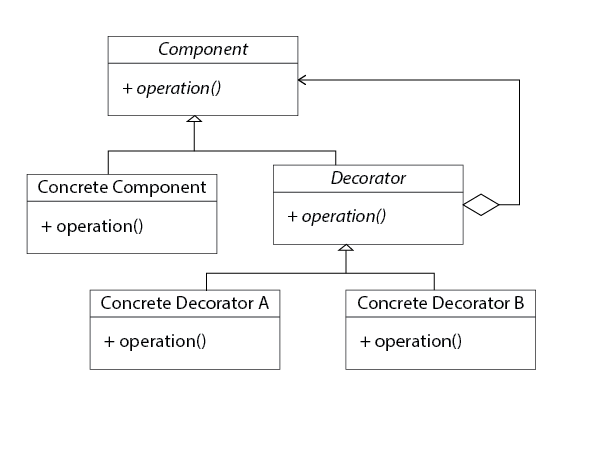 Component
+ operation()
Concrete Component
+ operation()
Decorator
+ operation()
Concrete Decorator A
+ operation()
Concrete Decorator B
+ operation()